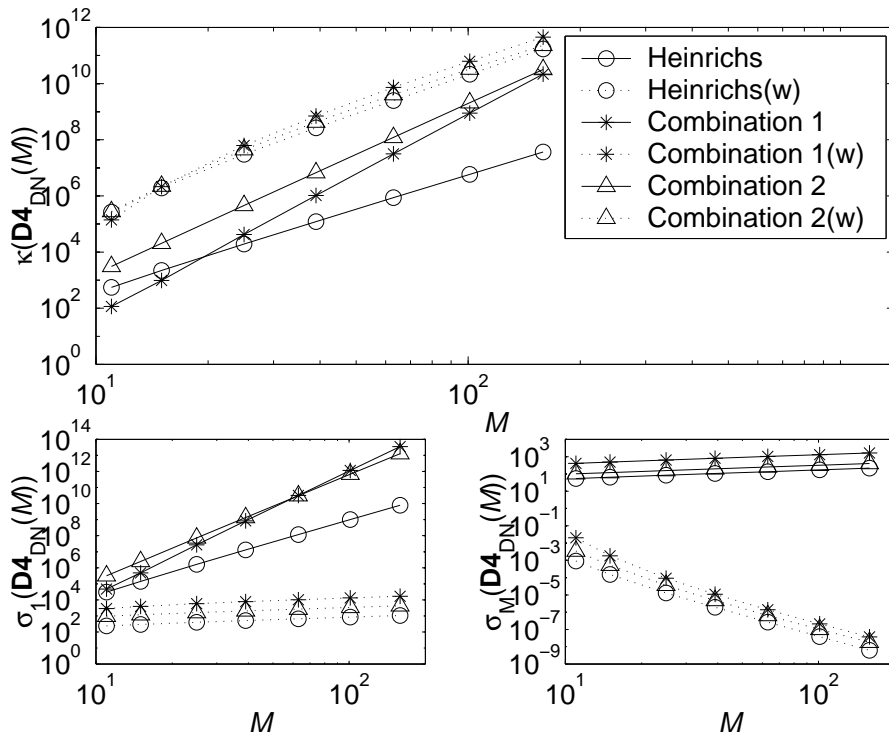 10^12
10^10
10^8
10^6
10^4
10^2
10^0
κ(D4_DN(M))
10^1
10^2
M
Heinrichs
Heinrichs(w)
Combination 1
Combination 1(w)
Combination 2
Combination 2(w)
10^14
10^12
10^10
10^8
10^6
10^4
10^2
10^0
σ_1(D4_DN(M))
10^1
10^2
M
10^3
10^1
10^−1
10^−3
10^−5
10^−7
10^−9
σ_M(D4_DN(M))
10^1
10^2
M